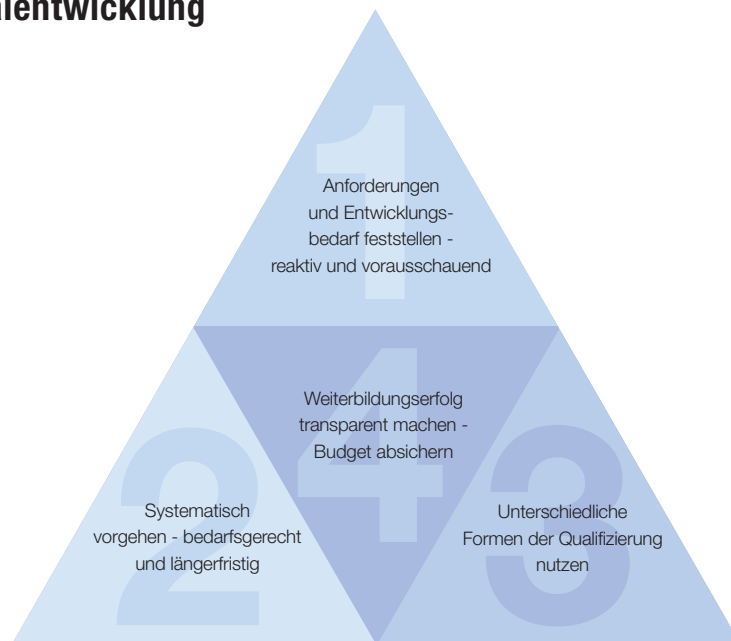 alentwicklung
1
Anforderungen
und Entwicklungs-
bedarf feststellen -
reaktiv und vorausschauend
4
Weiterbildungserfolg
transparent machen -
Budget absichern
2
Systematisch
vorgehen - bedarfsgerecht
und längerfristig
3
Unterschiedliche
Formen der Qualifizierung
nutzen